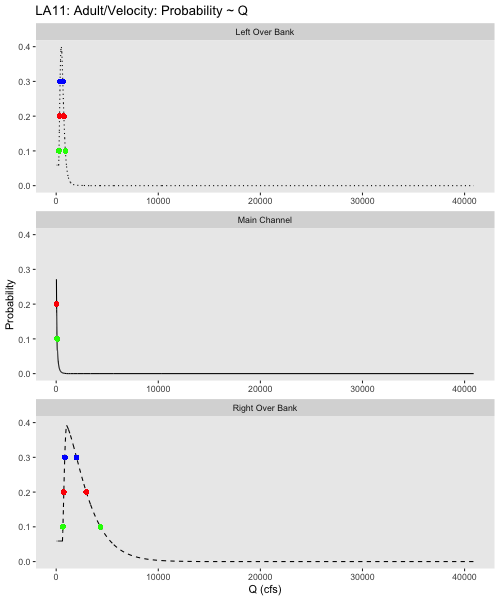 LA11: Adult/Velocity: Probability ~ Q
Left Over Bank
0.4
0.3
0.2
0.1
0.0
0 10000 20000 30000 40000
Main Channel
0.4
0.3
0.2
0.1
0.0
0 10000 20000 30000 40000
Probability
Right Over Bank
0.4
0.3
0.2
0.1
0.0
0 10000 20000 30000 40000
Q (cfs)